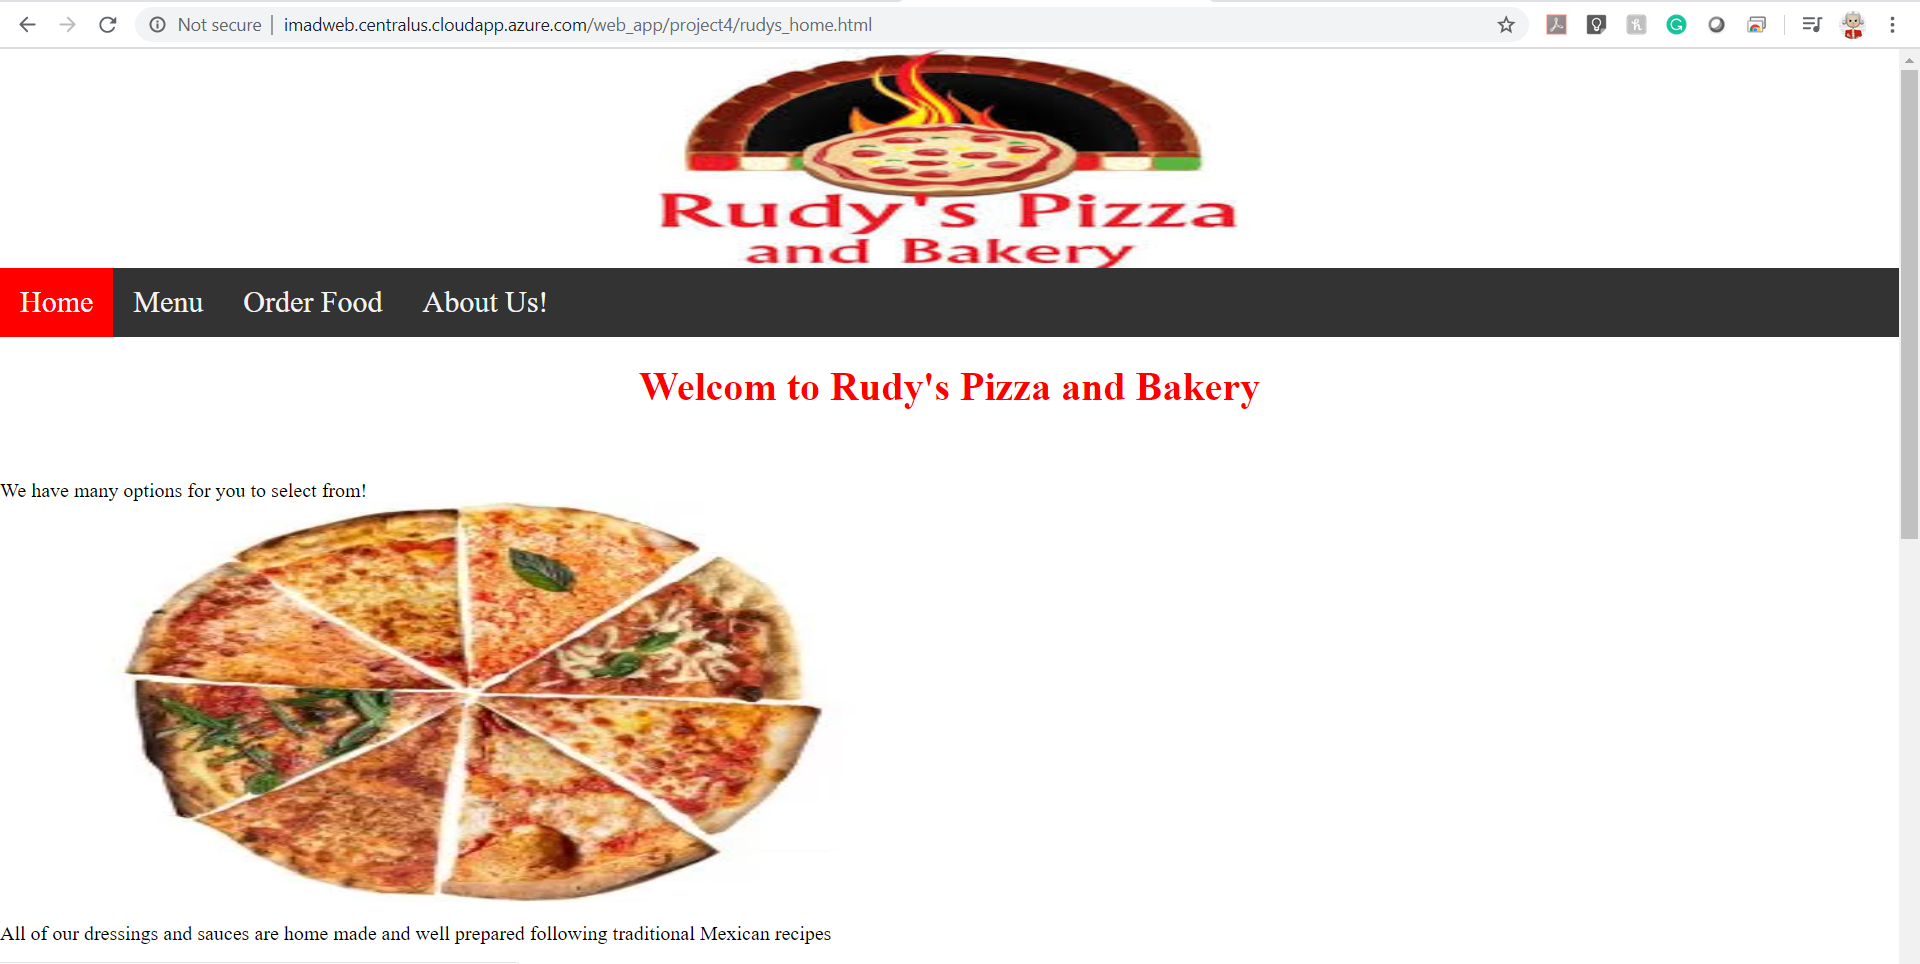 Not secure | imadweb.centralus.cloudapp.azure.com/web_app/project4/rudys_home.html
Rudy's Pizza
and Bakery
Home Menu Order Food About Us!
Welcom to Rudy's Pizza and Bakery
We have many options for you to select from!
All of our dressings and sauces are home made and well prepared following traditional Mexican recipes